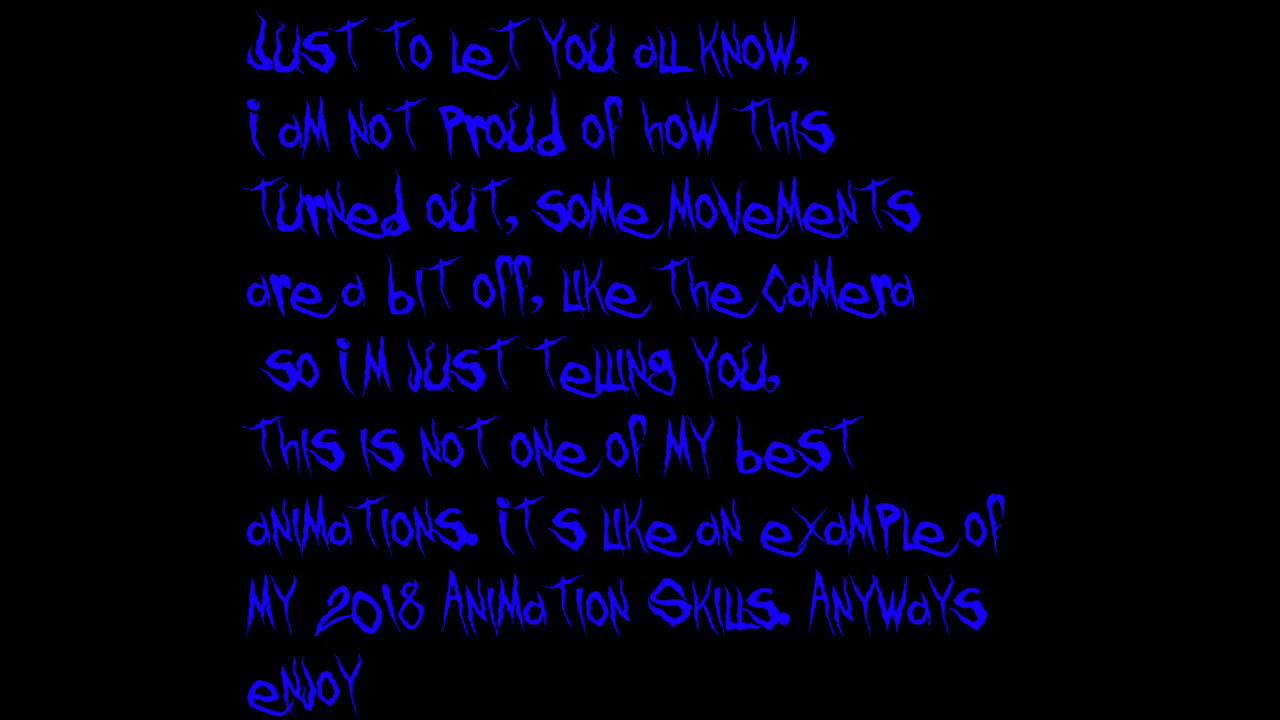 Just To Let You all Know,
i aM NoT Proud of how This
Turned out, some Movements
are a bit off, like The Camera
so i M Just Telling You,
This is Not one of MY best
animations. iT s like an example of
MY 2018 Animation Skills. AnyWays
enjoy